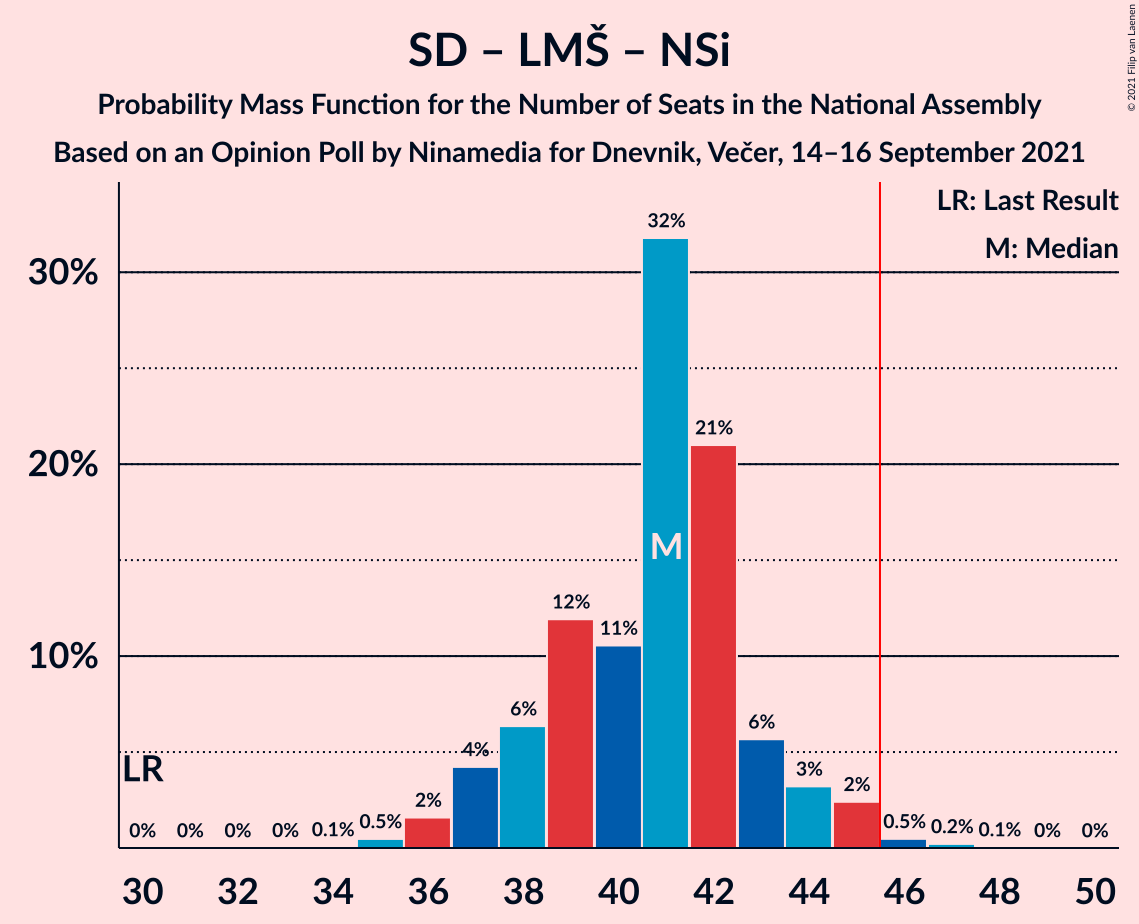 SD – LMŠ – NSi
Probability Mass Function for the Number of Seats in the National Assembly
Based on an Opinion Poll by Ninamedia for Dnevnik, Večer, 14–16 September 2021
© 2021 Filip van Laenen
LR: Last Result
M: Median
30%
20%
10%
32%
21%
M
12%
11%
6%
6%
4%
LR
3%
2%
2%
0% 0% 0% 0% 0.1% 0.5% 0.5% 0.2% 0.1% 0% 0%
30 32 34 36 38 40 42 44 46 48 50